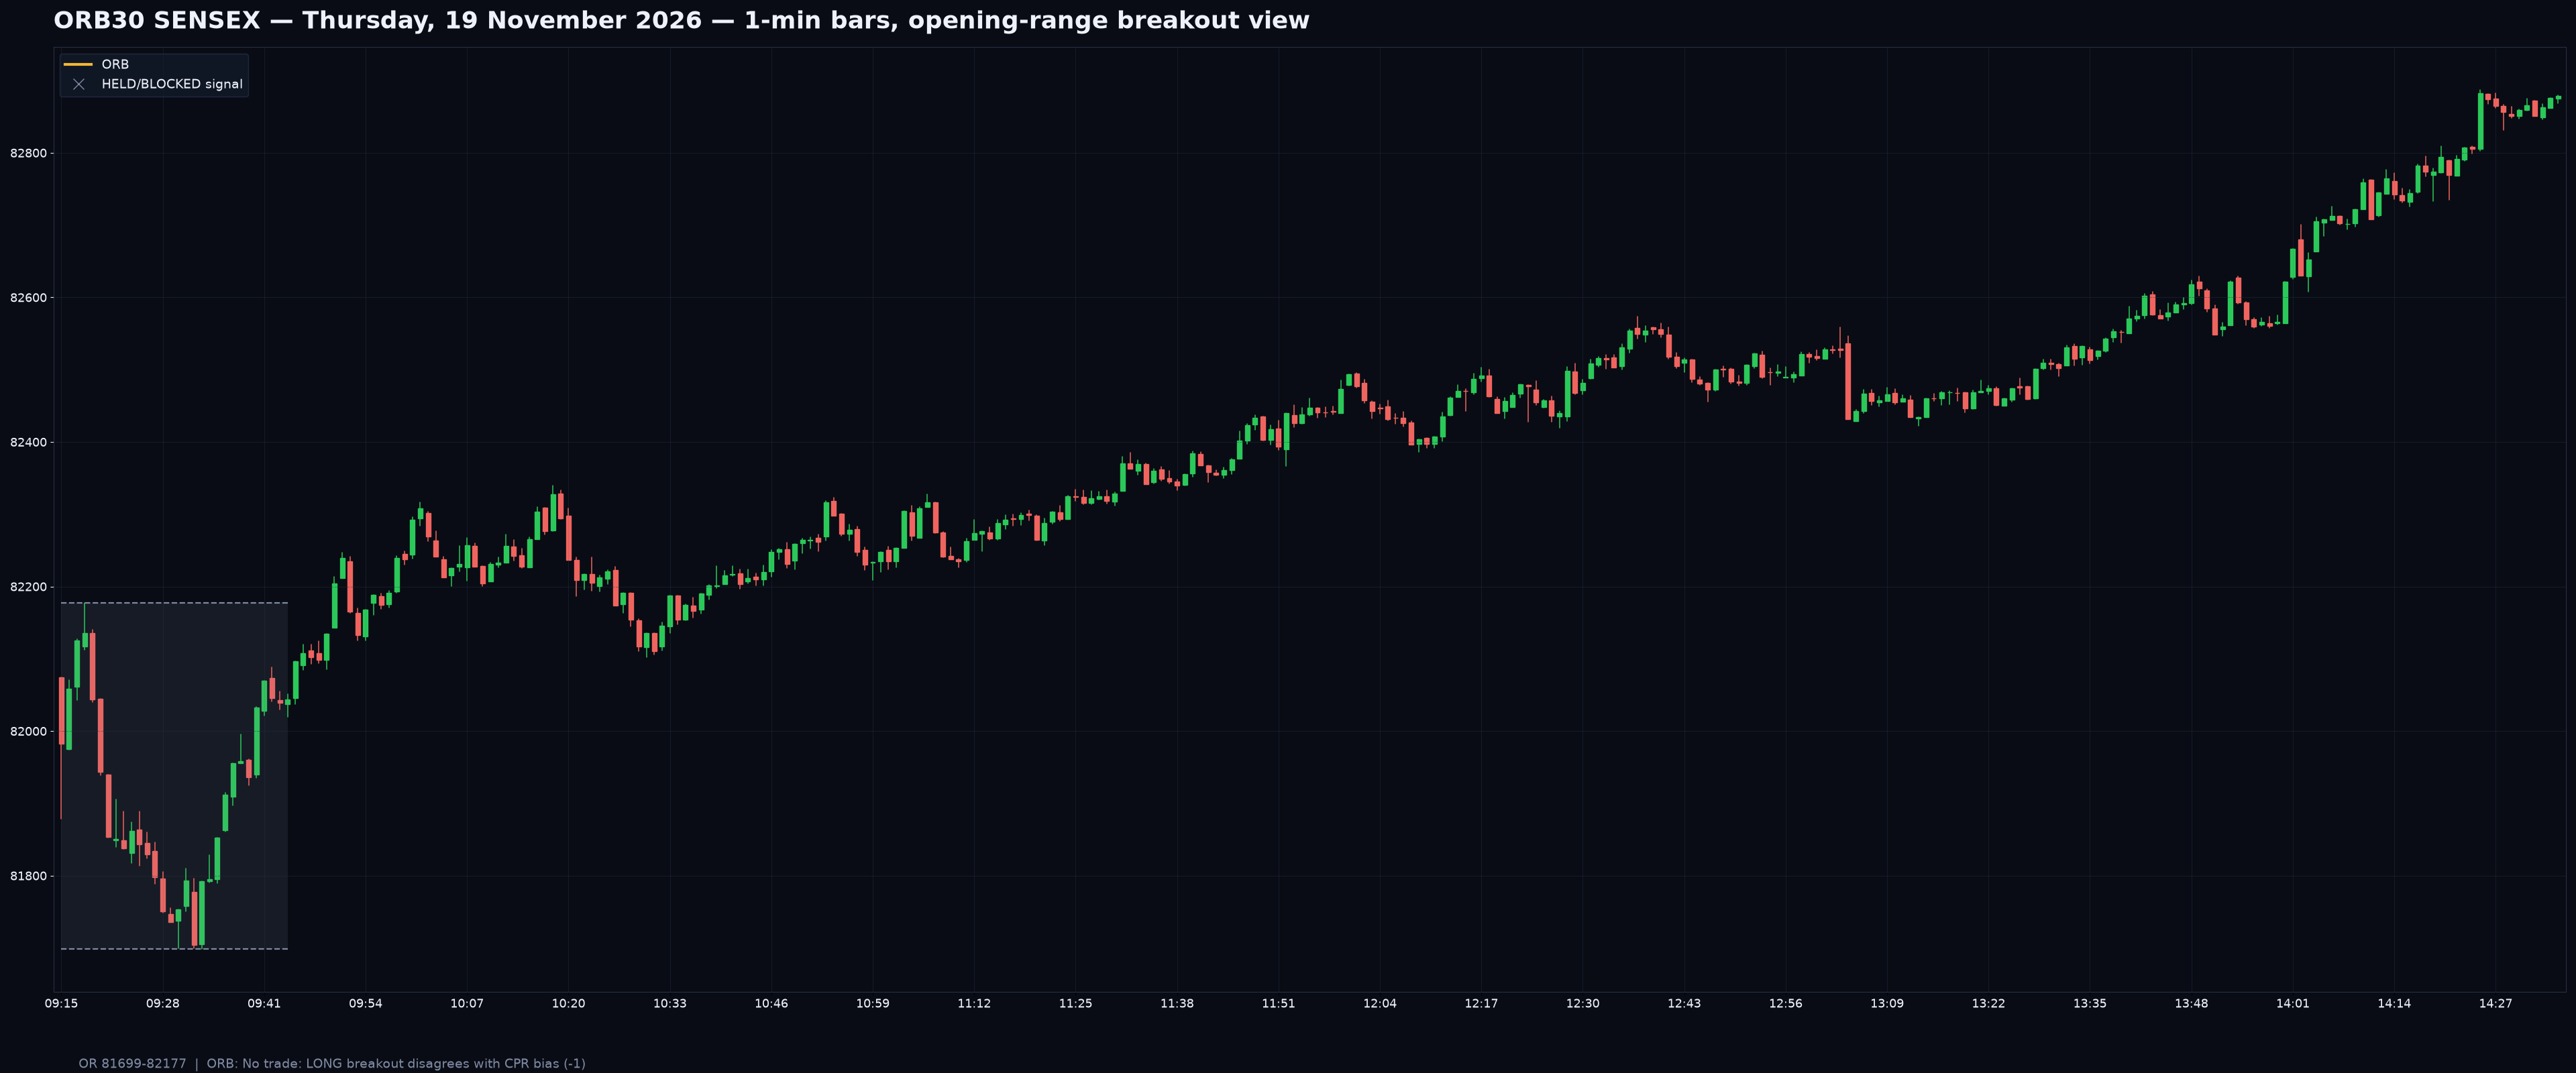 ORB30 SENSEX — Thursday, 19 November 2026 — 1-min bars, opening-range breakout view
ORB
HELD/BLOCKED signal
82800
82600
82400
82200
82000
81800
09:15 09:28 09:41 09:54 10:07 10:20 10:33 10:46 10:59 11:12 11:25 11:38 11:51 12:04 12:17 12:30 12:43 12:56 13:09 13:22 13:35 13:48 14:01 14:14 14:27
OR 81699-82177 | ORB: No trade: LONG breakout disagrees with CPR bias (-1)